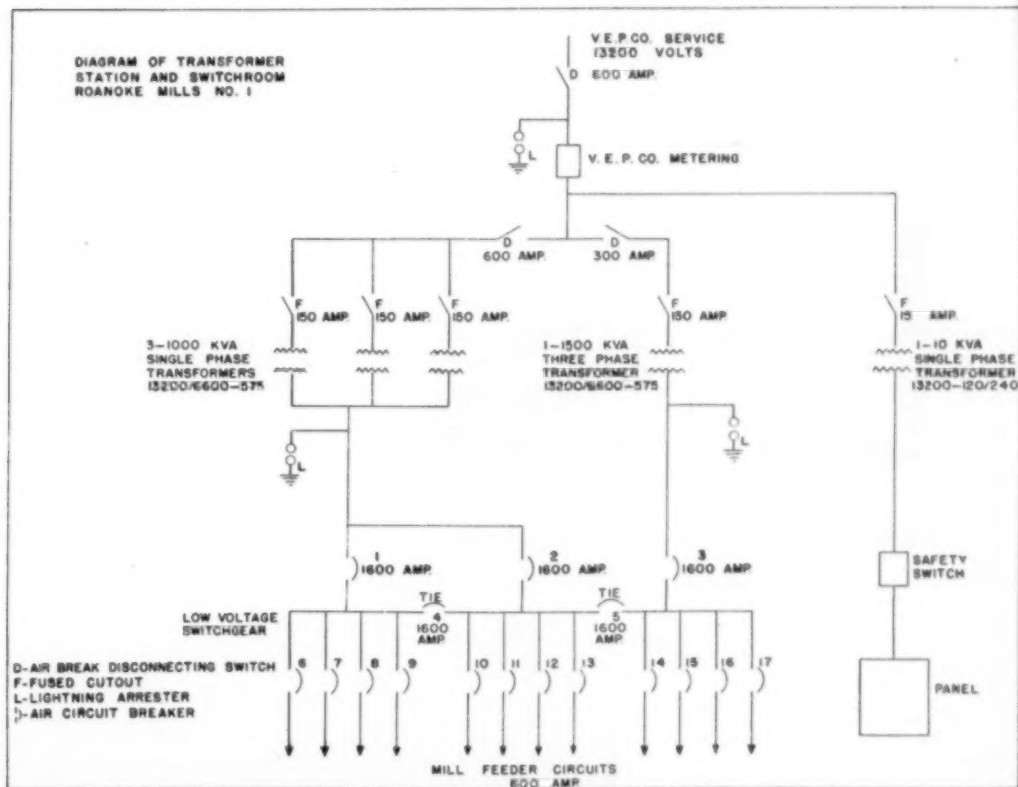 DIAGRAM OF TRANSFORMER
STATION AND SWITCHROOM
ROANOKE MILLS NO. 1
V.E.P.CO. SERVICE
13200 VOLTS
D
600 AMP.
L
V.E.P.CO. METERING
D
600 AMP.
D
300 AMP.
F
150 AMP.
F
150 AMP.
F
150 AMP.
F
150 AMP.
F
15 AMP.
3-1000 KVA
SINGLE PHASE
TRANSFORMERS
13200/6600-575
1-1500 KVA
THREE PHASE
TRANSFORMER
13200/6600-575
1-10 KVA
SINGLE PHASE
TRANSFORMER
13200-120/240
L
L
1
1600 AMP.
2
1600 AMP.
3
1600 AMP.
SAFETY
SWITCH
LOW VOLTAGE
SWITCHGEAR
TIE
4
1600
AMP.
TIE
5
1600
AMP.
6 7 8 9 10 11 12 13 14 15 16 17
D-AIR BREAK DISCONNECTING SWITCH
F-FUSED CUTOUT
L-LIGHTNING ARRESTER
-AIR CIRCUIT BREAKER
PANEL
MILL FEEDER CIRCUITS
600 AMP.